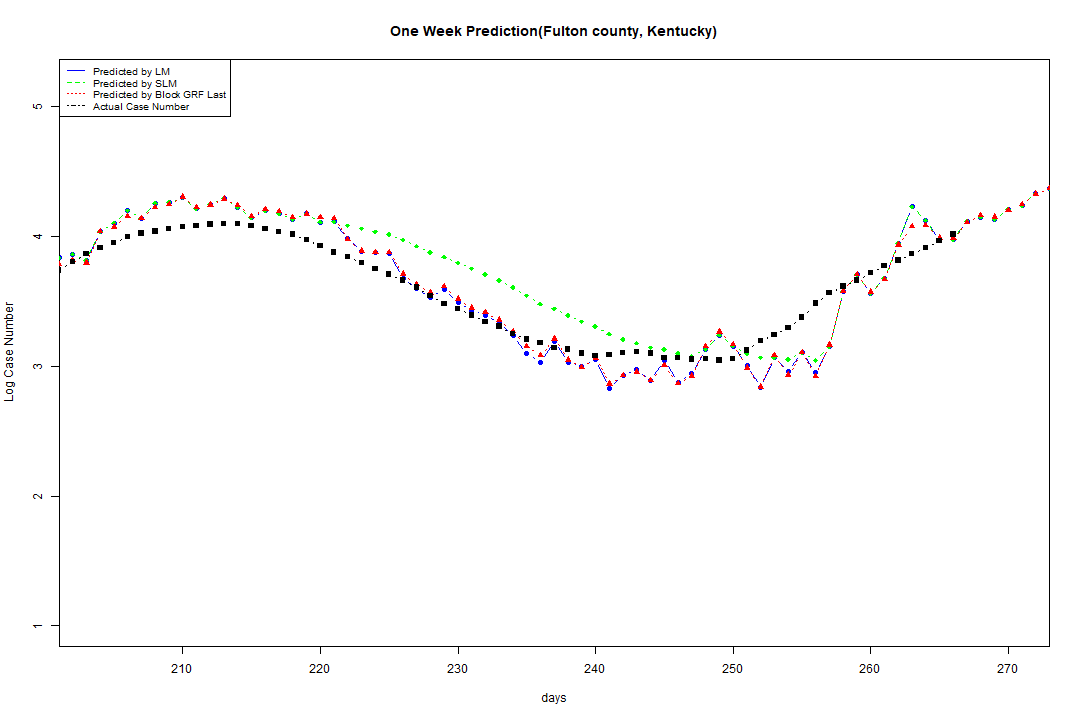 One Week Prediction(Fulton county, Kentucky)
Predicted by LM
Predicted by SLM
Predicted by Block GRF Last
Actual Case Number
5
4
3
2
1
Log Case Number
210 220 230 240 250 260 270
days